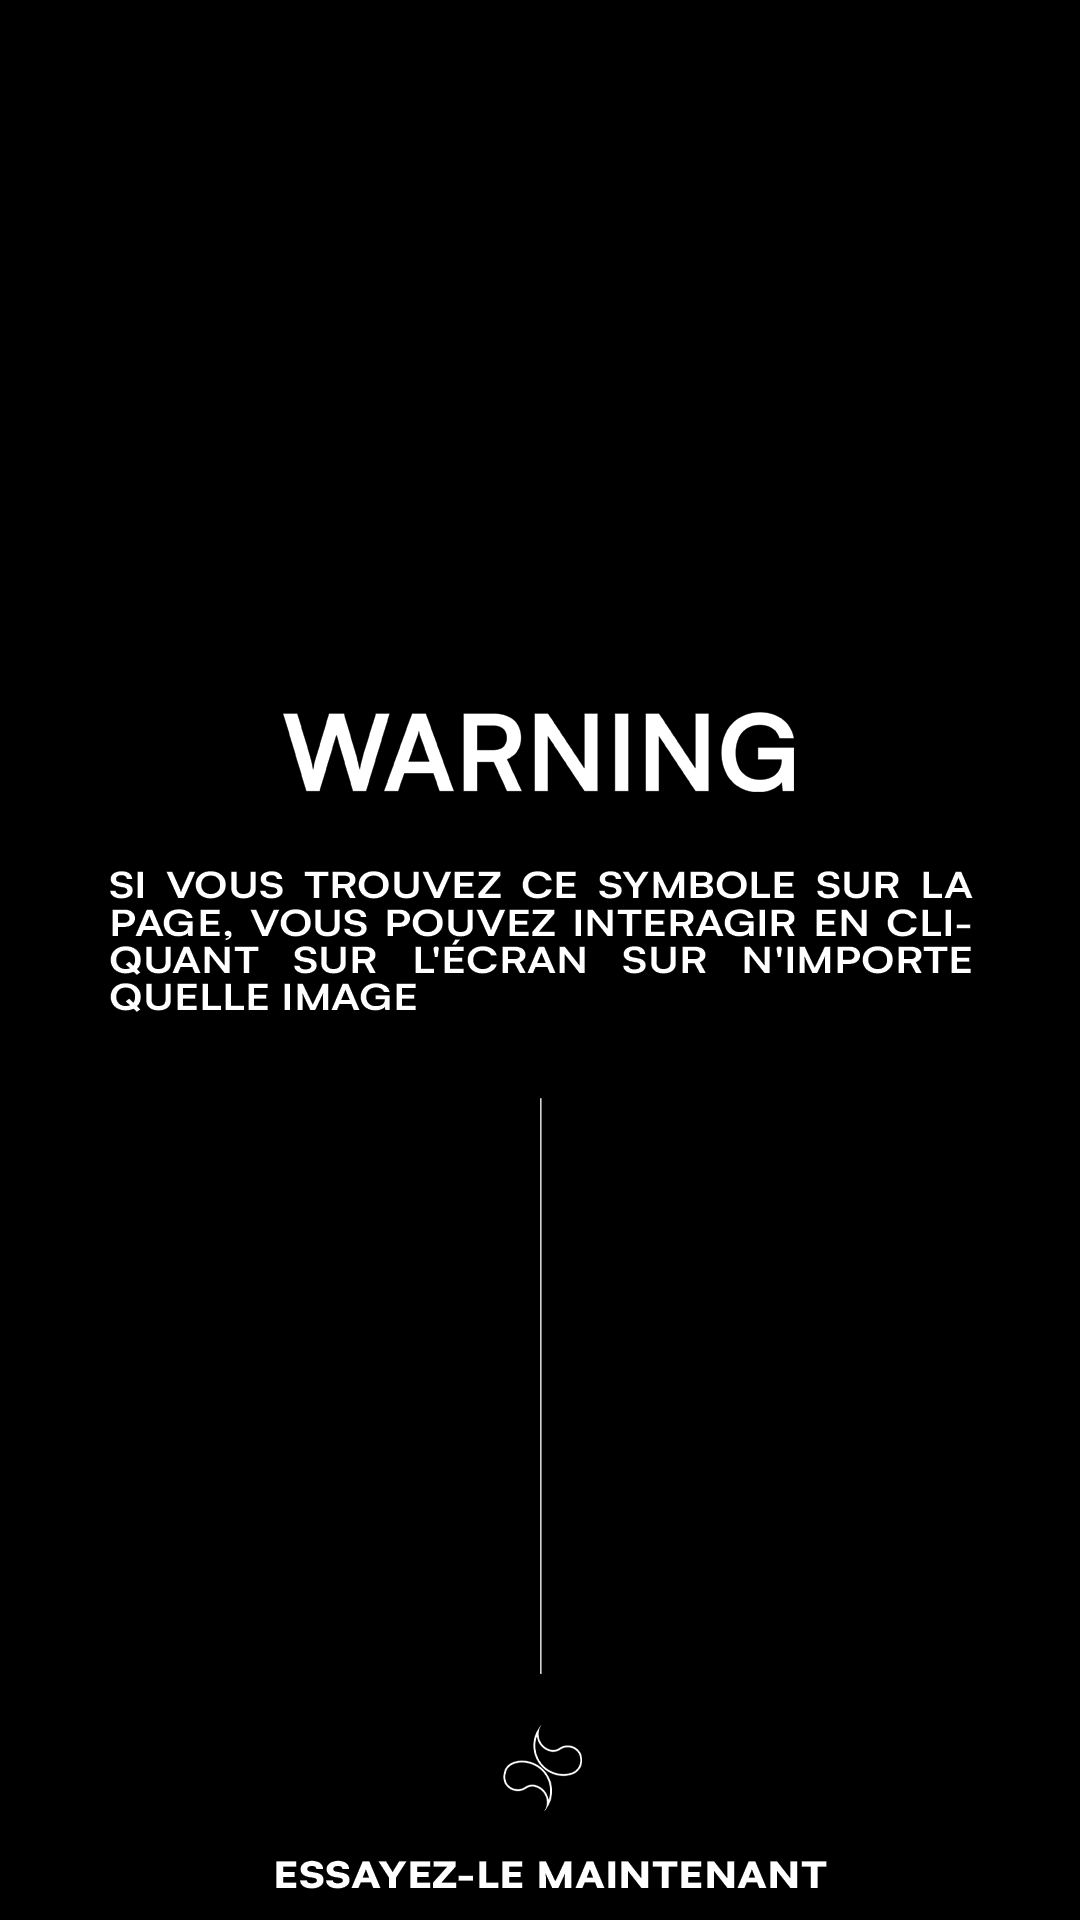 WARNING
SI VOUS TROUVEZ CE SYMBOLE SUR LA
PAGE, VOUS POUVEZ INTERAGIR EN CLI-
QUANT SUR L'ÉCRAN SUR N'IMPORTE
QUELLE IMAGE
ESSAYEZ-LE MAINTENANT